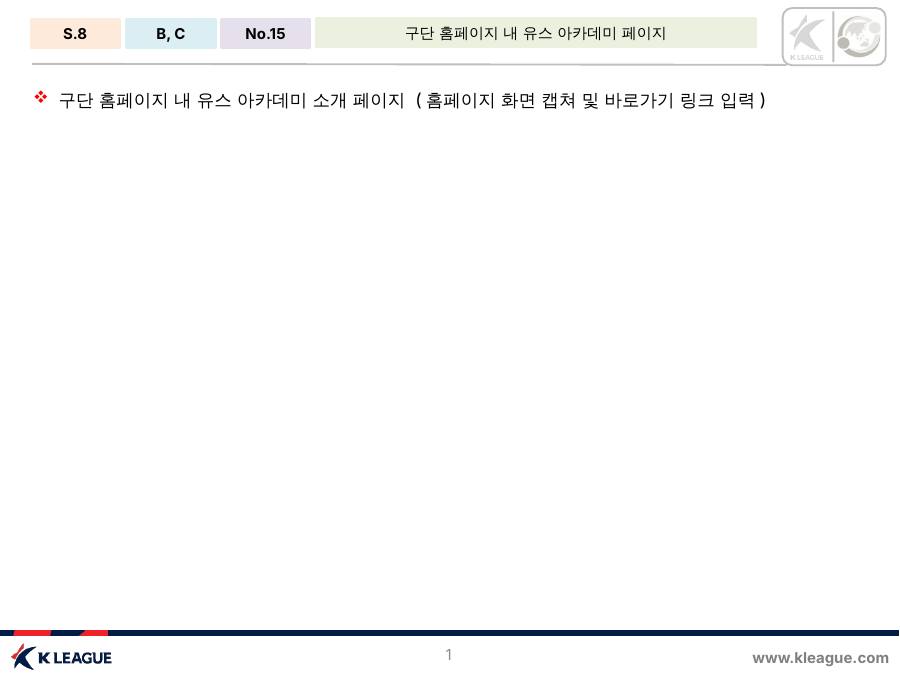 S.8
B, C
No.15
구단 홈페이지 내 유스 아카데미 페이지
K LEAGUE
❖ 구단 홈페이지 내 유스 아카데미 소개 페이지 ( 홈페이지 화면 캡쳐 및 바로가기 링크 입력 )
K LEAGUE
1
www.kleague.com